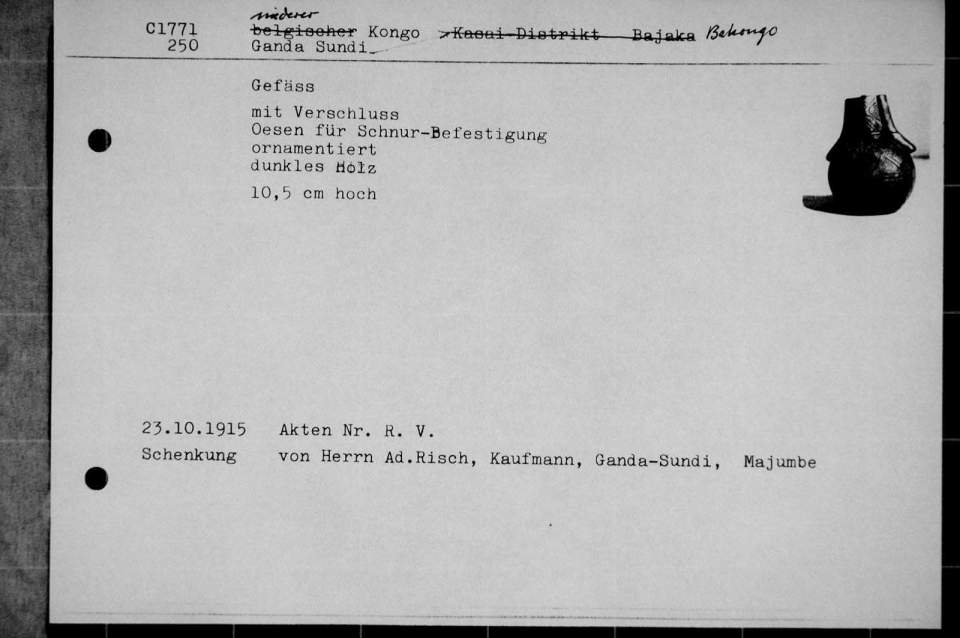 niederer
C1771 belgischer Kongo Kasai-Distrikt Bajaka Bakongo
250 Ganda Sundi
Gefäss
mit Verschluss
Oesen für Schnur-Befestigung
ornamentiert
dunkles Holz
10,5 cm hoch
23.10.1915 Akten Nr. R. V.
Schenkung von Herrn Ad.Risch, Kaufmann, Ganda-Sundi, Majumbe